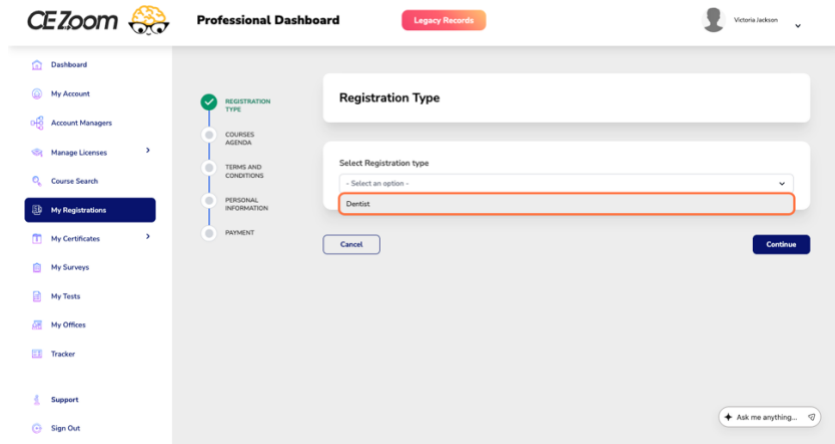 CEZoom
Professional Dashboard
Legacy Records
Victoria Jackson
Dashboard
My Account
Account Managers
Manage Licenses
Course Search
My Registrations
My Certificates
My Surveys
My Tests
My Offices
Tracker
Support
Sign Out
REGISTRATION
TYPE
COURSES
AGENDA
TERMS AND
CONDITIONS
PERSONAL
INFORMATION
PAYMENT
Registration Type
Select Registration type
- Select an option -
Dentist
Cancel
Continue
Ask me anything...